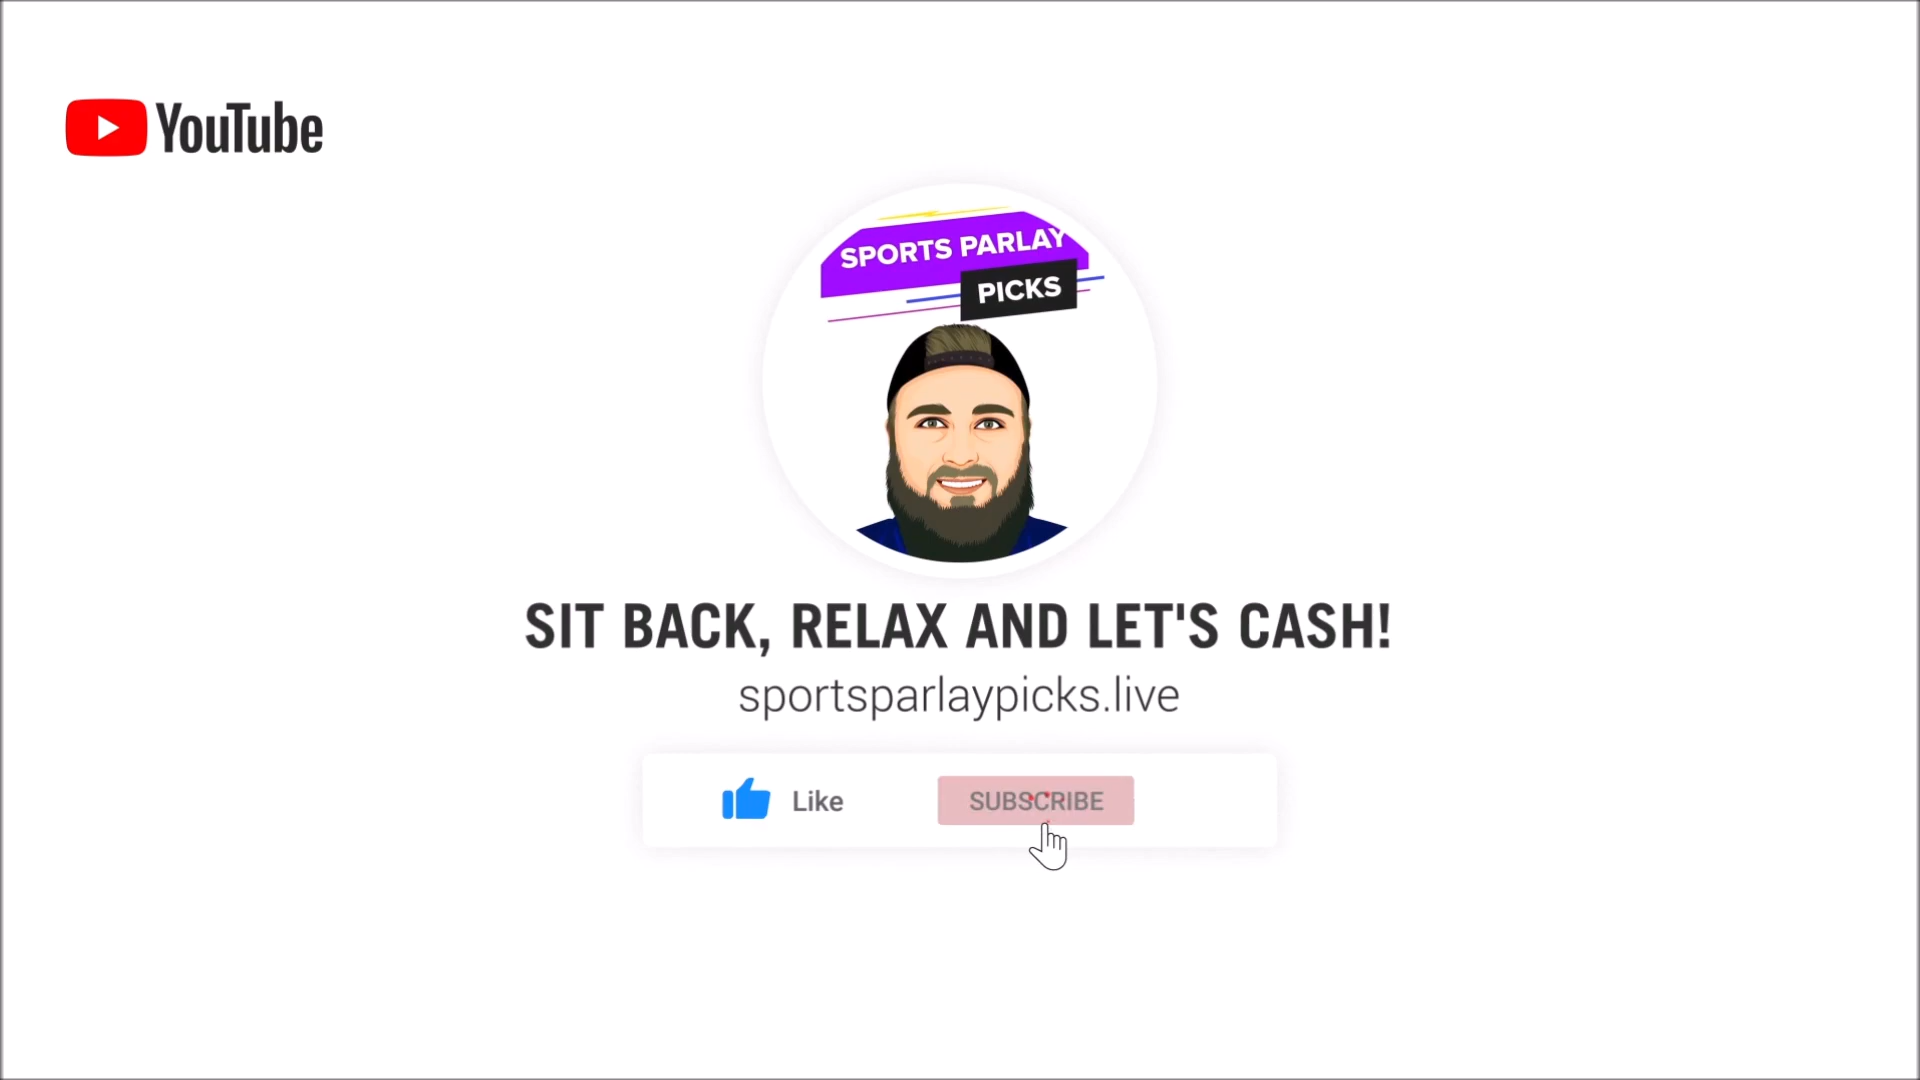 YouTube
SPORTS PARLAY
PICKS
SIT BACK, RELAX AND LET'S CASH!
sportsparlaypicks.live
Like
SUBSCRIBE